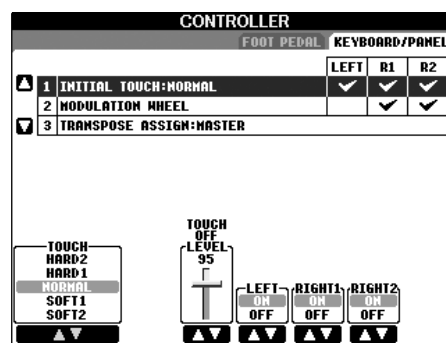 CONTROLLER
FOOT PEDAL KEYBOARD/PANEL
LEFT R1 R2
1 INITIAL TOUCH:NORMAL
2 MODULATION WHEEL
3 TRANSPOSE ASSIGN:MASTER
TOUCH
OFF
LEVEL
95
TOUCH
HARD2
HARD1
NORMAL
SOFT1
SOFT2
LEFT RIGHT1 RIGHT2
ON ON ON
OFF OFF OFF